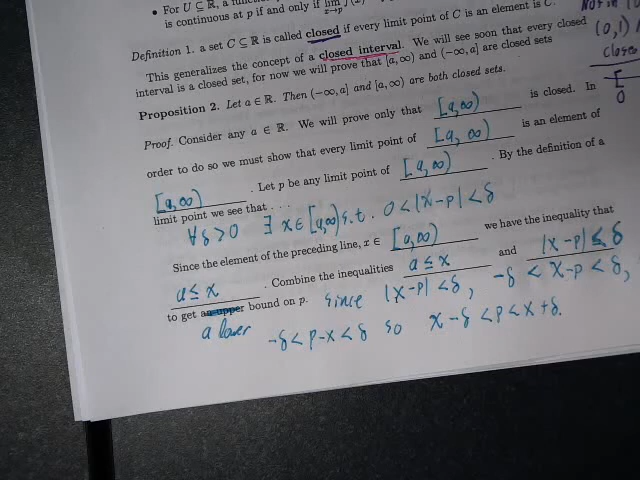 • For U ⊆ ℝ, a
is continuous at p if and only if lim x→p
Definition 1. a set C ⊆ ℝ is called closed if every limit point of C is an element is C.
This generalizes the concept of a closed interval. We will see soon that every closed
interval is a closed set, for now we will prove that [a, ∞) and (−∞, a] are closed sets
(0,1)
[
0
Proposition 2. Let a ∈ ℝ. Then (−∞, a] and [a, ∞) are both closed sets.
Proof. Consider any a ∈ ℝ. We will prove only that [a, ∞) is closed. In
order to do so we must show that every limit point of [a, ∞) is an element of
[a, ∞) . Let p be any limit point of [a, ∞) . By the definition of a
limit point we see that . . .
∀δ>0 ∃ x∈[a,∞) s.t. 0<|x−p|<δ
Since the element of the preceding line, x ∈ [a, ∞) we have the inequality that
a ≤ x . Combine the inequalities a ≤ x and |x−p| ≤ δ
to get an upper bound on p. since |x−p|<δ, −δ < x−p < δ,
a lower −δ< p−x<δ so x−δ <p<x+δ.